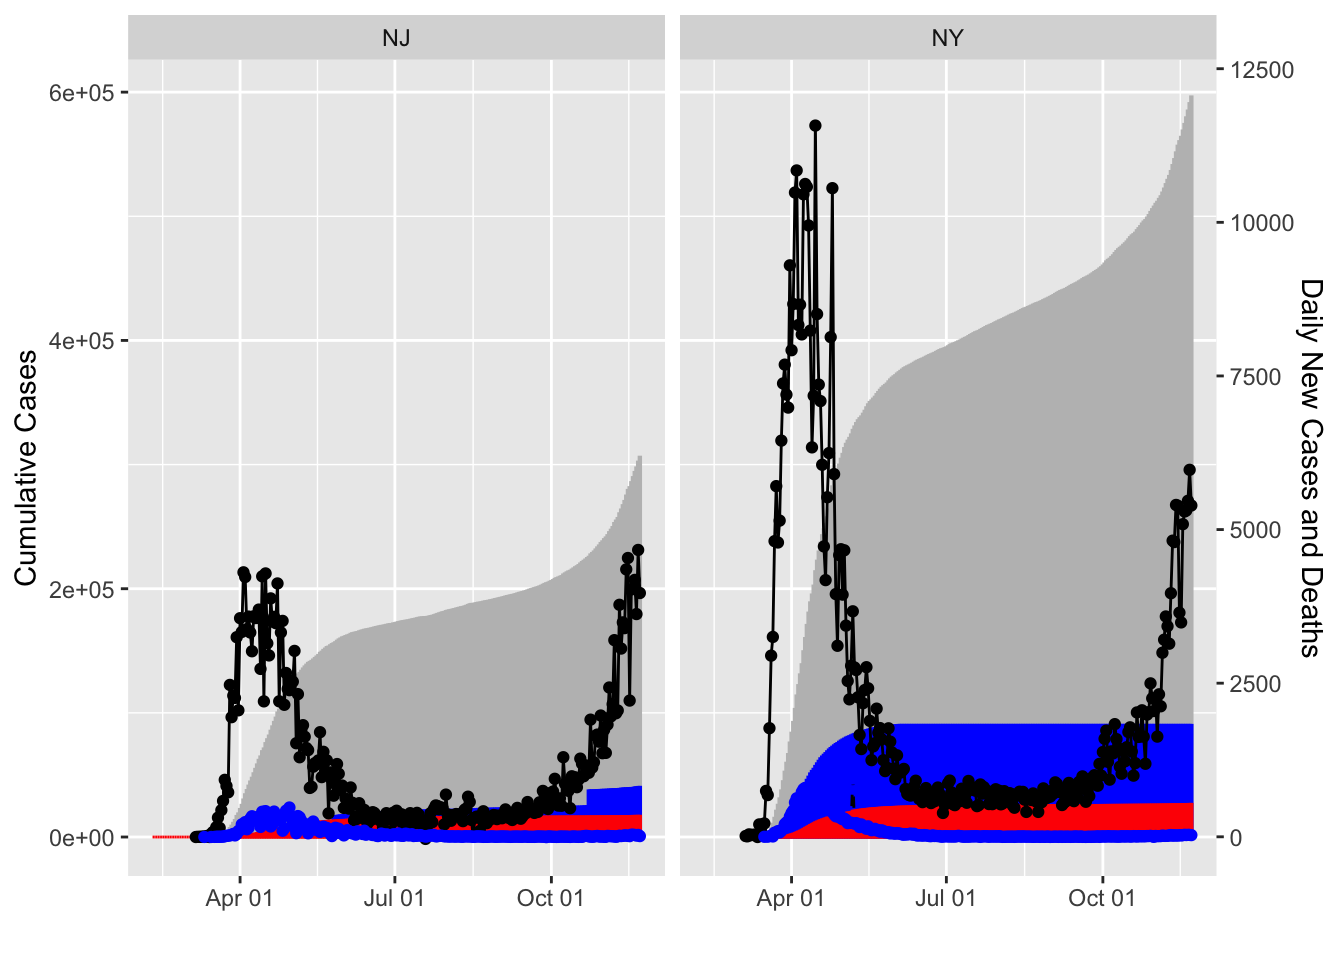 NJ
NY
6e+05
4e+05
2e+05
0e+00
Cumulative Cases
12500
10000
7500
5000
2500
0
Daily New Cases and Deaths
Apr 01
Jul 01
Oct 01
Apr 01
Jul 01
Oct 01